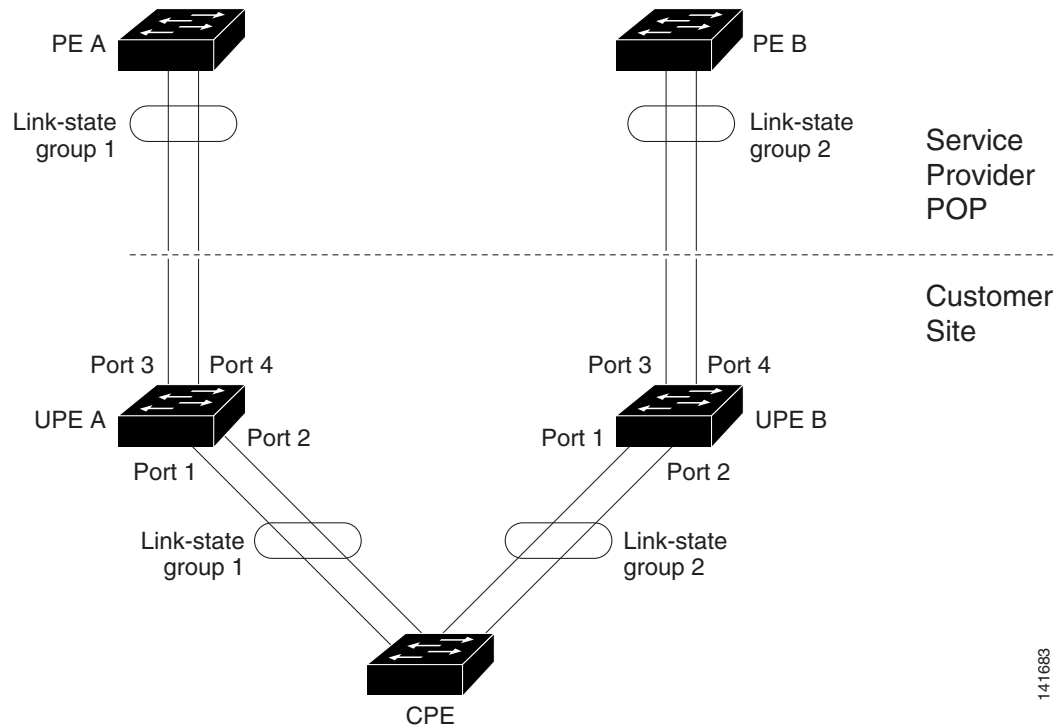 PE A
PE B
Link-state
group 1
Link-state
group 2
Service
Provider
POP
Customer
Site
Port 3
Port 4
Port 3
Port 4
UPE A
UPE B
Port 2
Port 1
Port 1
Port 2
Link-state
group 1
Link-state
group 2
CPE
141683